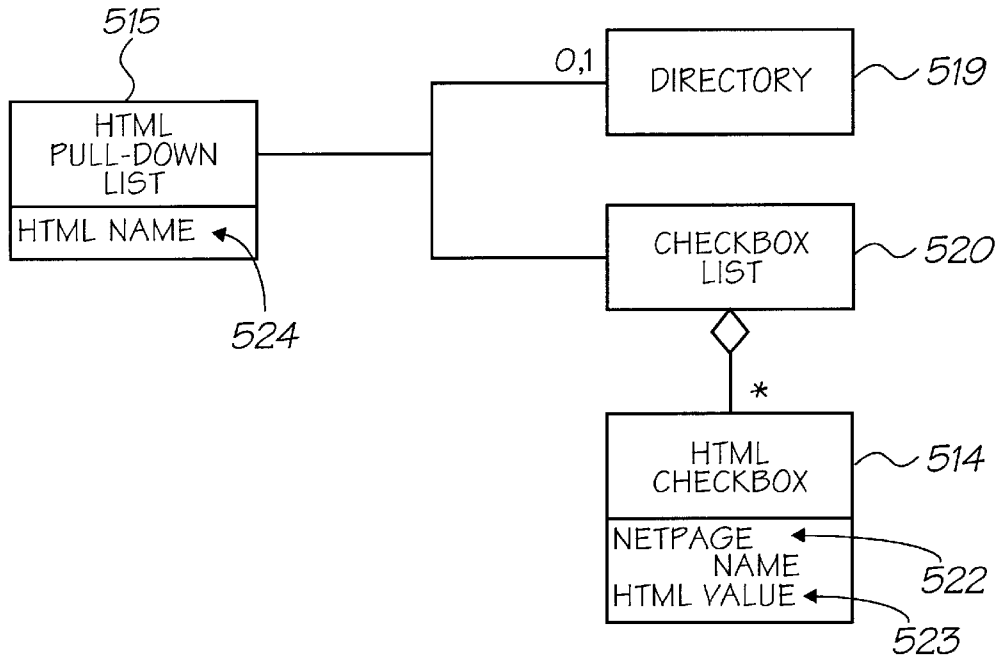 515
HTML
PULL-DOWN
LIST
HTML NAME
524
0,1
DIRECTORY
519
CHECKBOX
LIST
520
*
HTML
CHECKBOX
514
NETPAGE
NAME
HTML VALUE
522
523